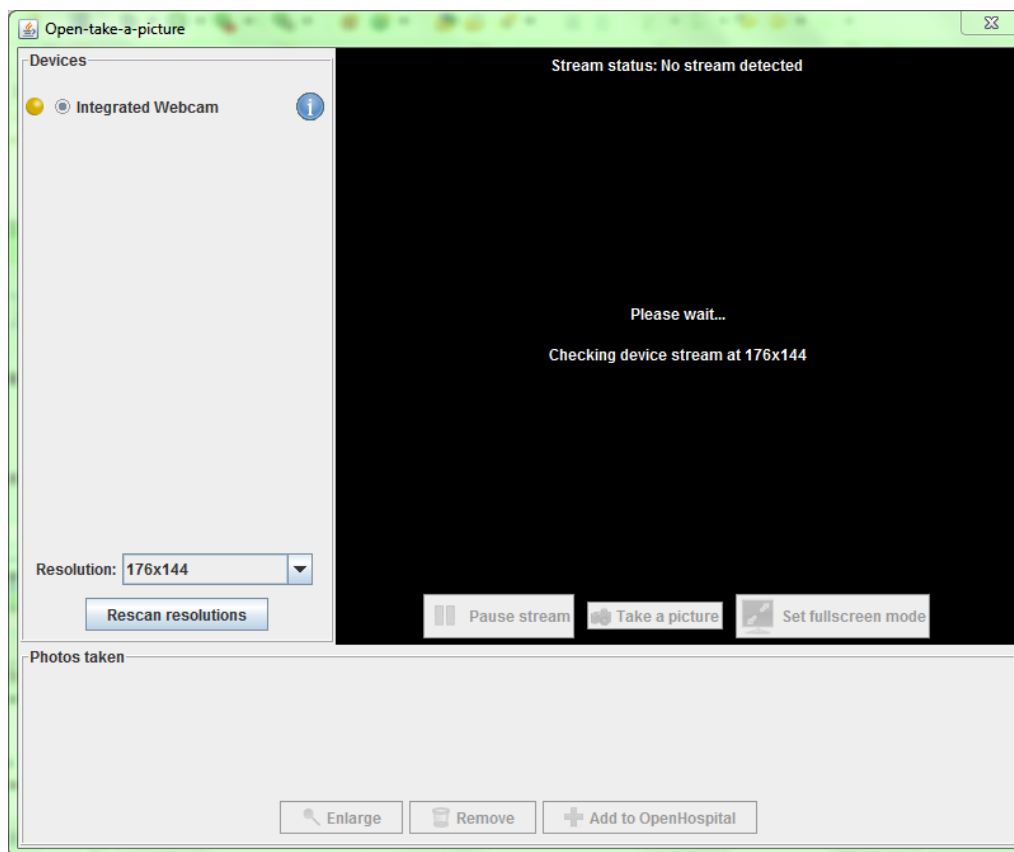 Open-take-a-picture
Devices
Integrated Webcam
Resolution: 176x144
Rescan resolutions
Stream status: No stream detected
Please wait...
Checking device stream at 176x144
Pause stream
Take a picture
Set fullscreen mode
Photos taken
Enlarge
Remove
Add to OpenHospital